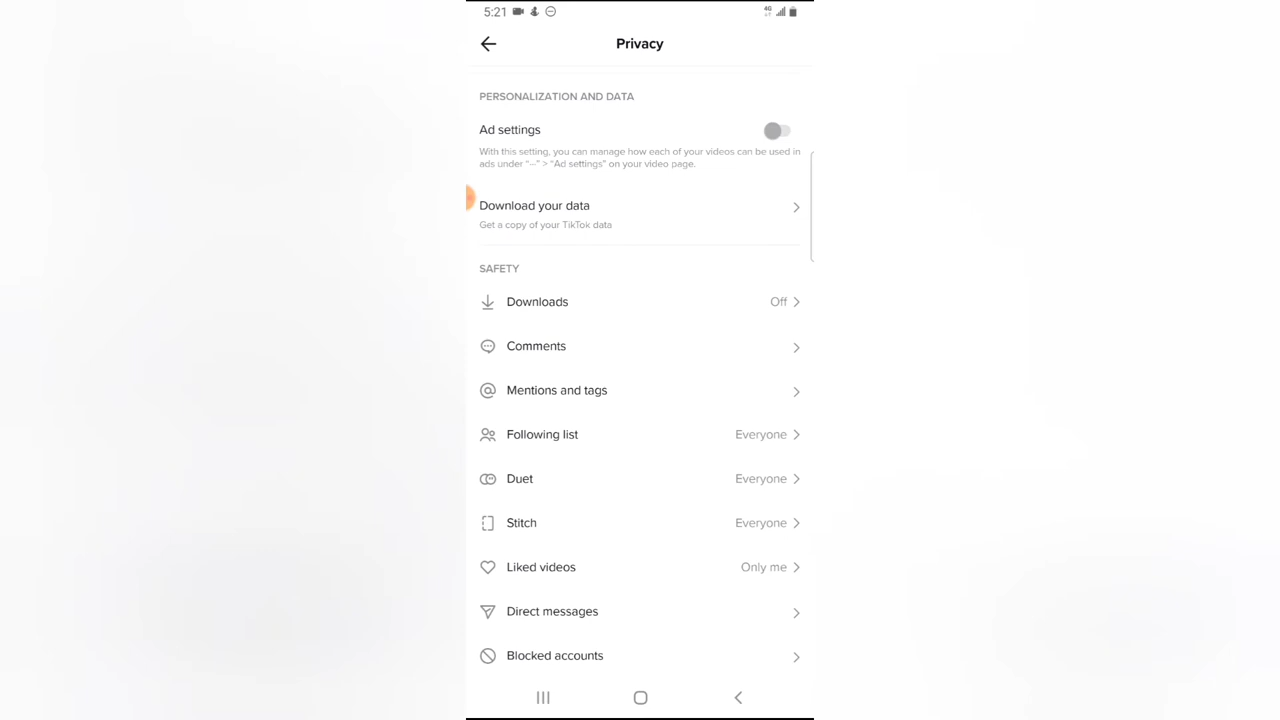 5:21
4G
Privacy
PERSONALIZATION AND DATA
Ad settings
With this setting, you can manage how each of your videos can be used in
ads under "···" > "Ad settings" on your video page.
Download your data
Get a copy of your TikTok data
SAFETY
Downloads Off
Comments
Mentions and tags
Following list Everyone
Duet Everyone
Stitch Everyone
Liked videos Only me
Direct messages
Blocked accounts